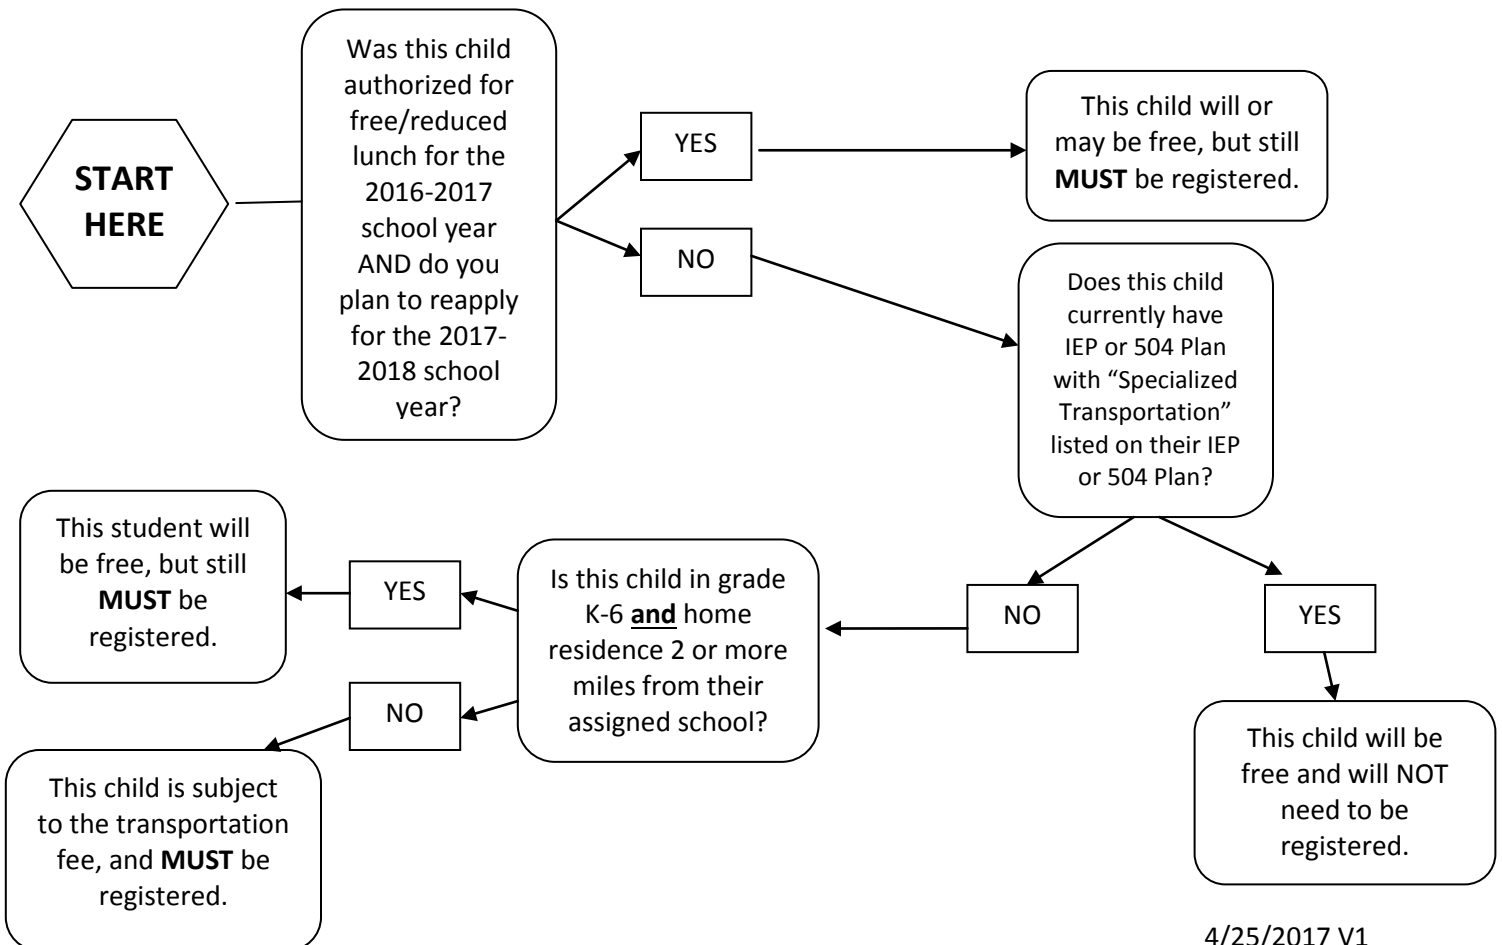 START
HERE
Was this child
authorized for
free/reduced
lunch for the
2016-2017
school year
AND do you
plan to reapply
for the 2017-
2018 school
year?
YES
This child will or
may be free, but still
MUST be registered.
NO
Does this child
currently have
IEP or 504 Plan
with “Specialized
Transportation”
listed on their IEP
or 504 Plan?
NO
YES
This child will be
free and will NOT
need to be
registered.
Is this child in grade
K-6 and home
residence 2 or more
miles from their
assigned school?
YES
This student will
be free, but still
MUST be
registered.
NO
This child is subject
to the transportation
fee, and MUST be
registered.
4/25/2017 V1